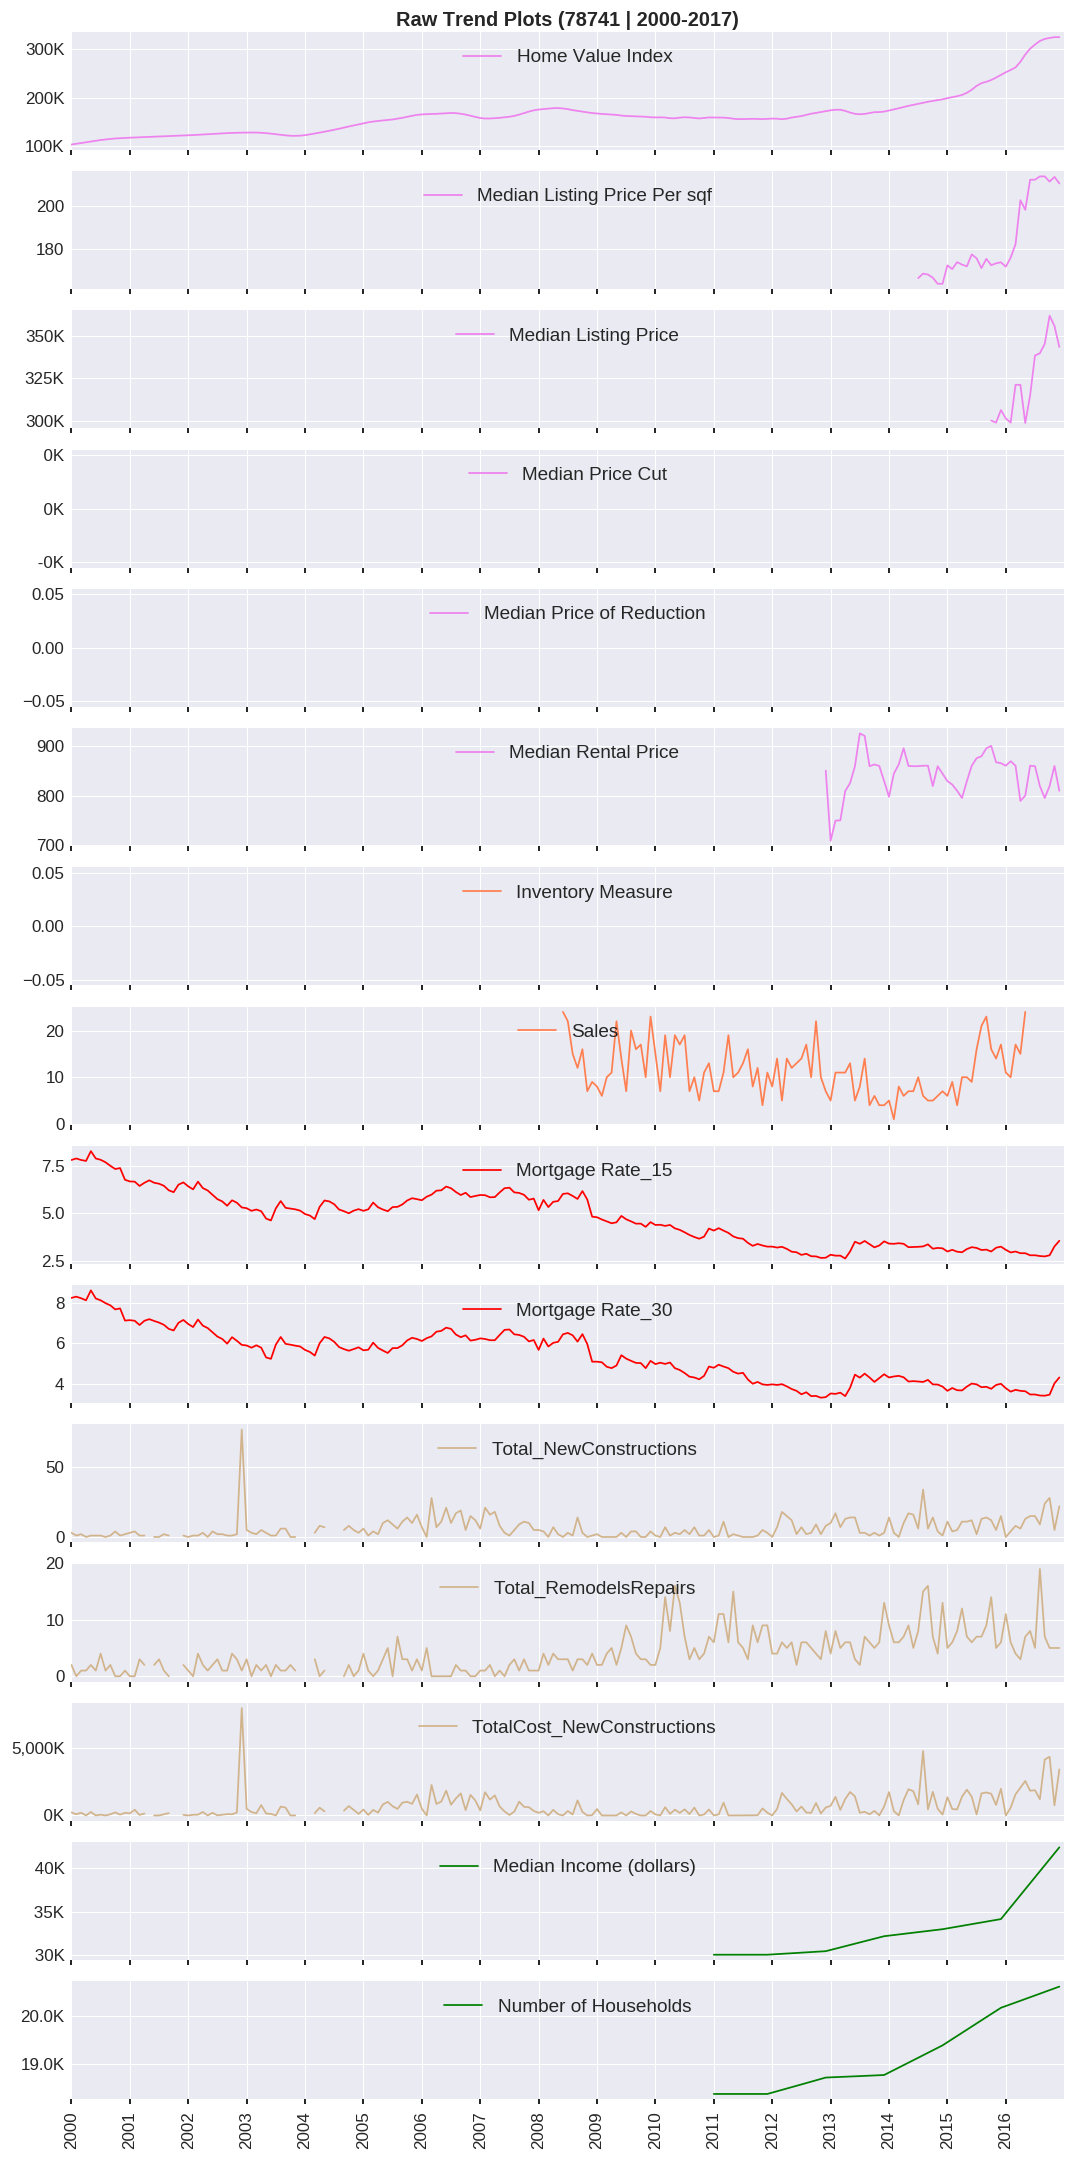 Raw Trend Plots (78741 | 2000-2017)
Home Value Index
300K
200K
100K
Median Listing Price Per sqf
200
180
Median Listing Price
350K
325K
300K
Median Price Cut
0K
0K
-0K
Median Price of Reduction
0.05
0.00
−0.05
Median Rental Price
900
800
700
Inventory Measure
0.05
0.00
−0.05
Sales
20
10
0
Mortgage Rate_15
7.5
5.0
2.5
Mortgage Rate_30
8
6
4
Total_NewConstructions
50
0
Total_RemodelsRepairs
20
10
0
TotalCost_NewConstructions
5,000K
0K
Median Income (dollars)
40K
35K
30K
Number of Households
20.0K
19.0K
2000 2001 2002 2003 2004 2005 2006 2007 2008 2009 2010 2011 2012 2013 2014 2015 2016